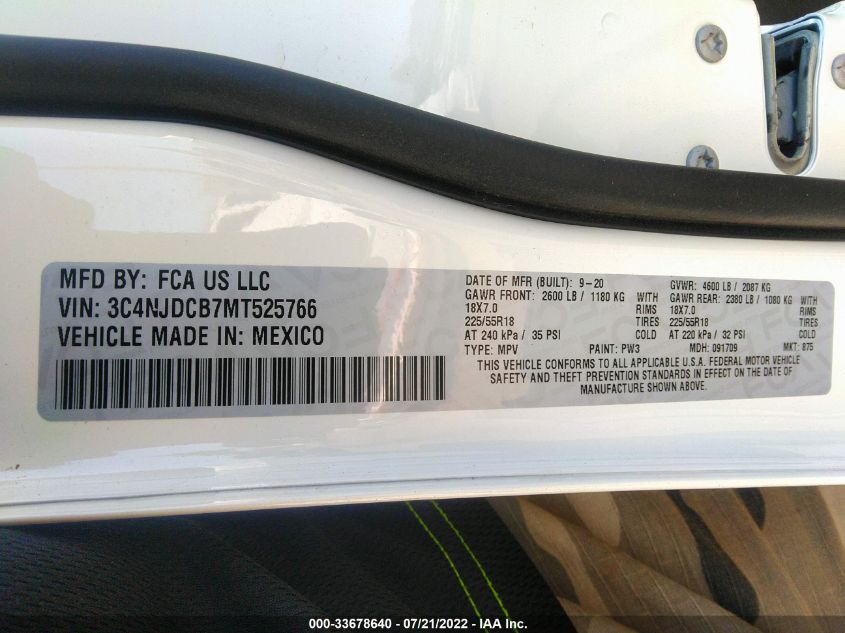 MFD BY: FCA US LLC
VIN: 3C4NJDCB7MT525766
VEHICLE MADE IN: MEXICO
DATE OF MFR (BUILT): 9-20 GVWR: 4600 LB / 2087 KG
GAWR FRONT: 2600 LB / 1180 KG WITH GAWR REAR: 2380 LB / 1080 KG WITH
18X7.0 RIMS 18X7.0 RIMS
225/55R18 TIRES 225/55R18 TIRES
AT 240 kPa / 35 PSI COLD AT 220 kPa / 32 PSI COLD
TYPE: MPV PAINT: PW3 MDH: 091709 MKT: 875
THIS VEHICLE CONFORMS TO ALL APPLICABLE U.S.A. FEDERAL MOTOR VEHICLE
SAFETY AND THEFT PREVENTION STANDARDS IN EFFECT ON THE DATE OF
MANUFACTURE SHOWN ABOVE.
000-33678640 - 07/21/2022 - IAA Inc.